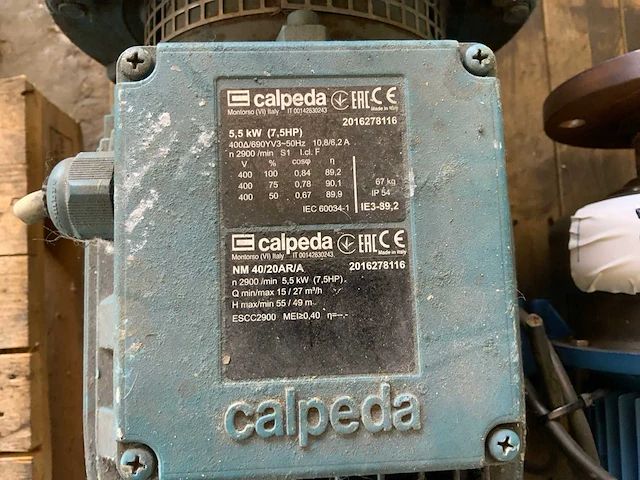 calpeda EAC CE
Montorso (VI) Italy IT 00142630243 Made in Italy
2016278116
5,5 kW (7,5HP)
400Δ/690YV3~50Hz 10,8/6,2 A
n 2900 /min S1 I.cl. F
V % cosφ η
400 100 0,84 89,2
400 75 0,78 90,1
400 50 0,67 89,9
67 kg
IP 54
IEC 60034-1 IE3-89,2
calpeda EAC CE
Montorso (VI) Italy IT 00142630243 Made in Italy
NM 40/20AR/A 2016278116
n 2900 /min 5,5 kW (7,5HP)
Q min/max 15 / 27 m³/h
H max/min 55 / 49 m
ESCC2900 MEI≥0,40 η=--.-
calpeda